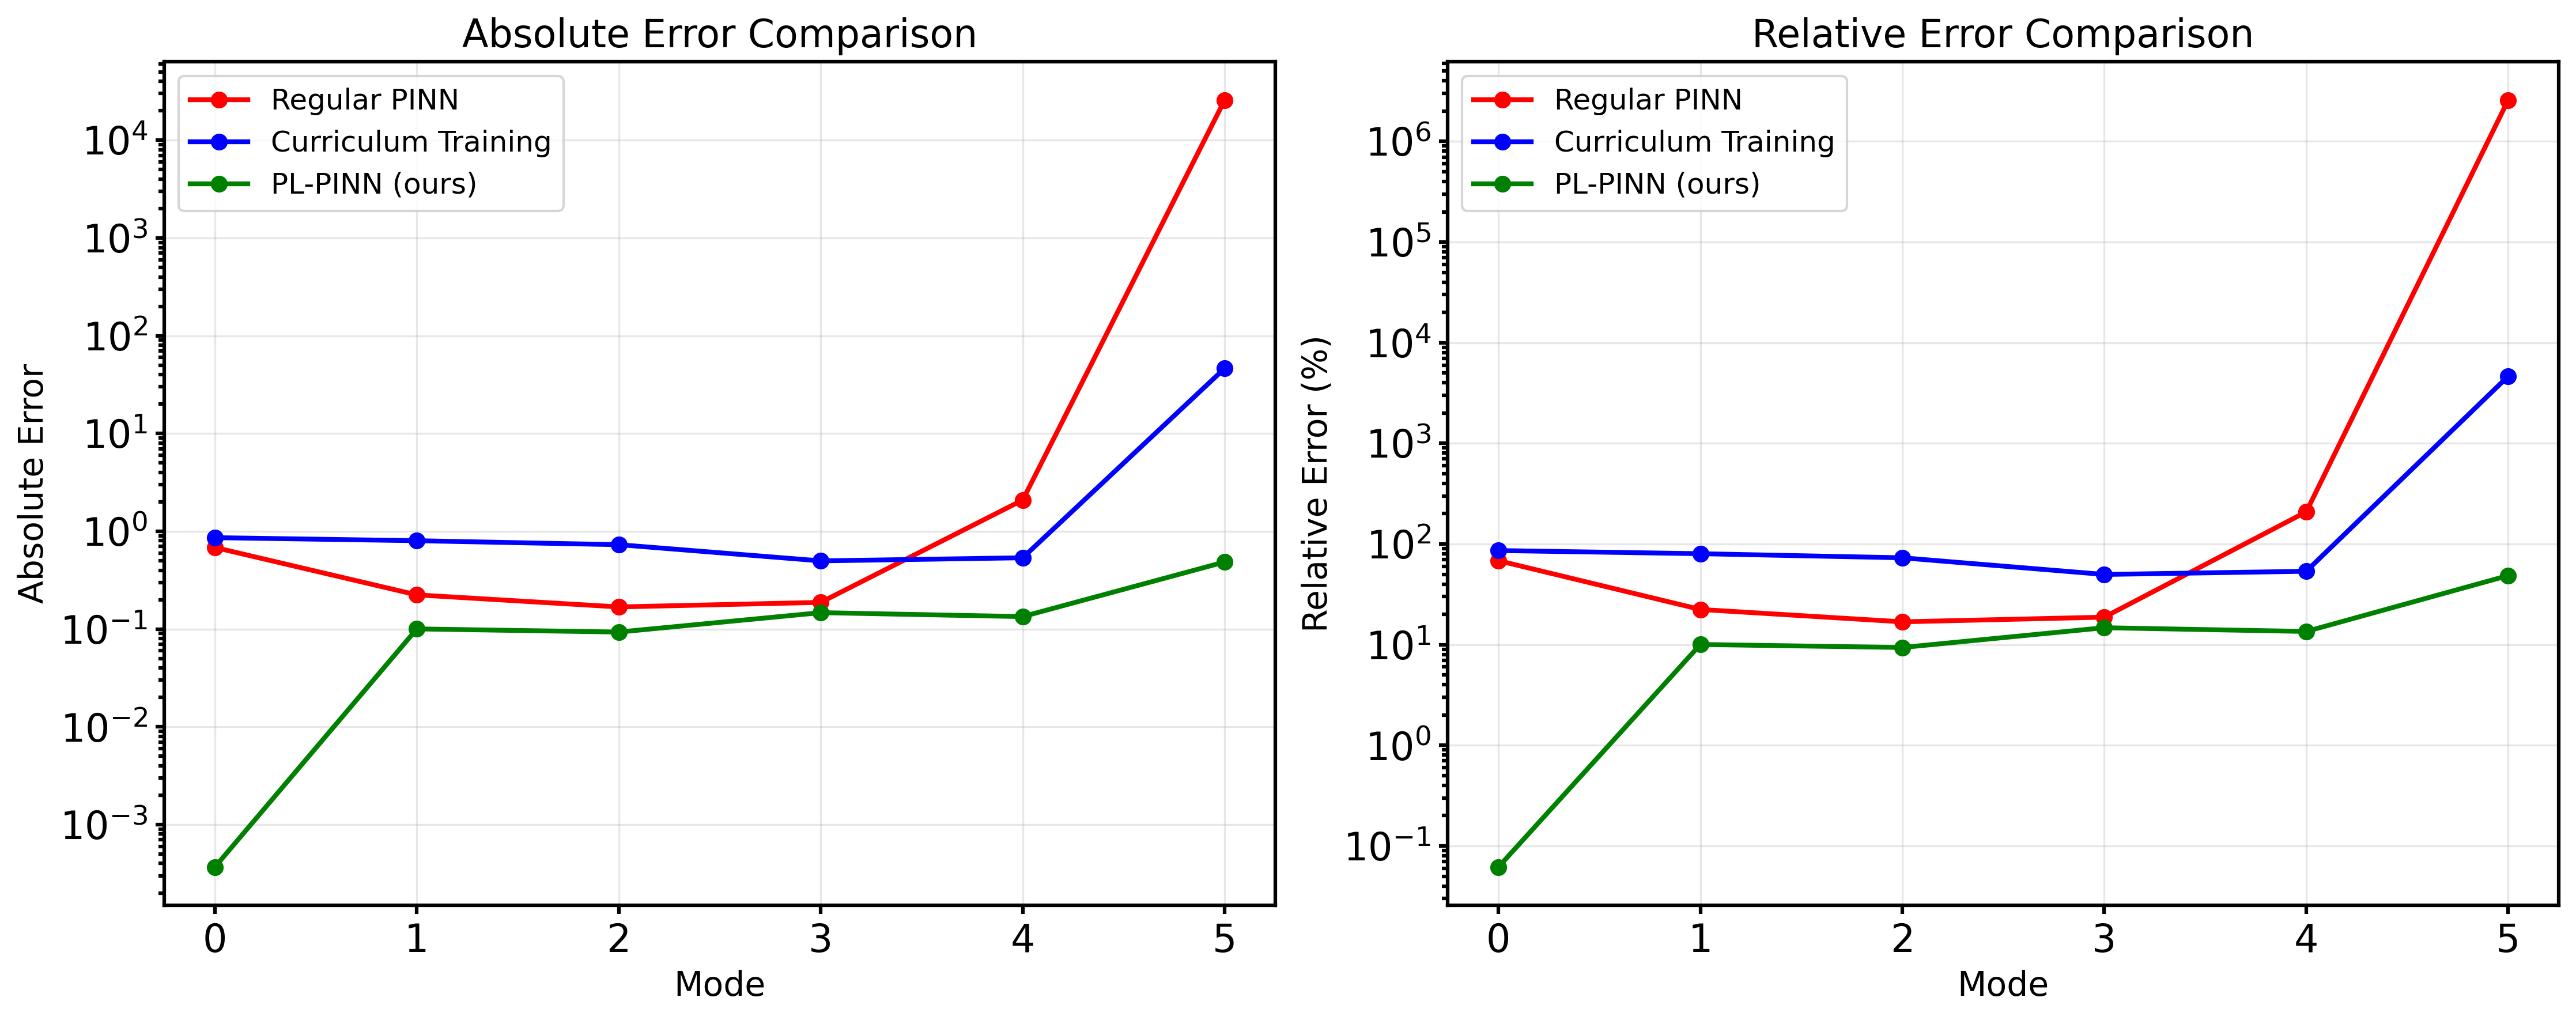 Absolute Error Comparison
Regular PINN
Curriculum Training
PL-PINN (ours)
Absolute Error
10^4
10^3
10^2
10^1
10^0
10^−1
10^−2
10^−3
0 1 2 3 4 5
Mode
Relative Error Comparison
Regular PINN
Curriculum Training
PL-PINN (ours)
Relative Error (%)
10^6
10^5
10^4
10^3
10^2
10^1
10^0
10^−1
0 1 2 3 4 5
Mode